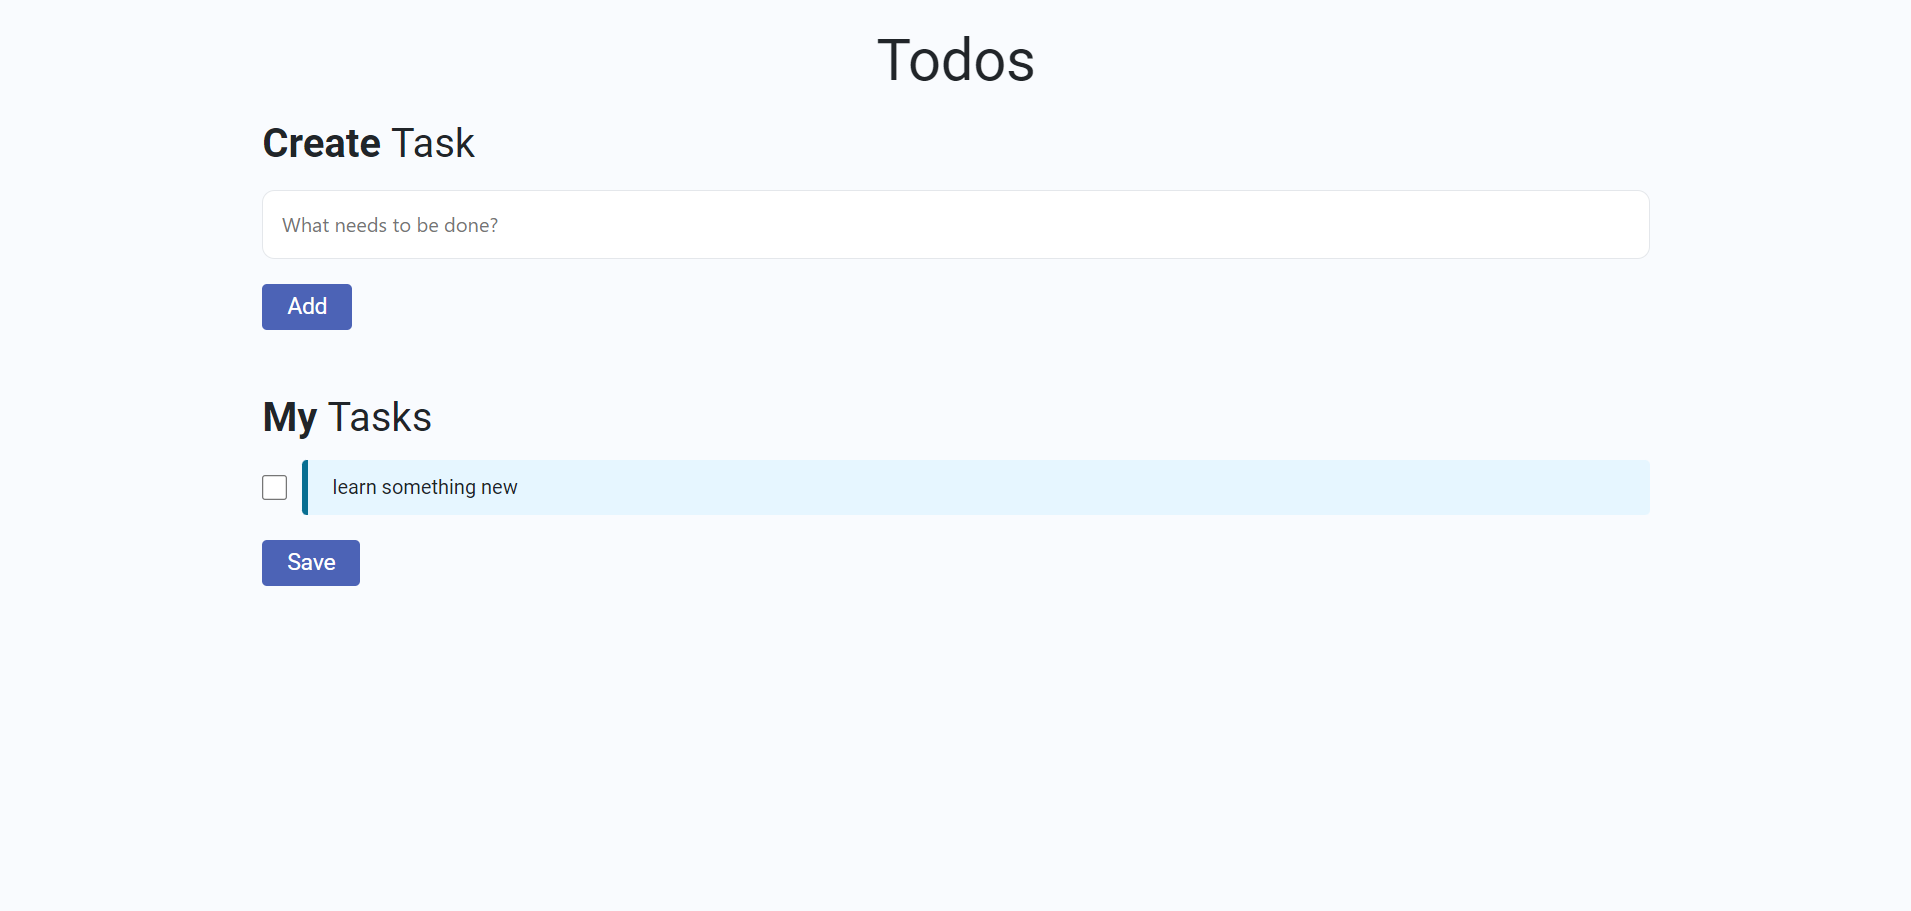 Todos
Create Task
What needs to be done?
Add
My Tasks
learn something new
Save